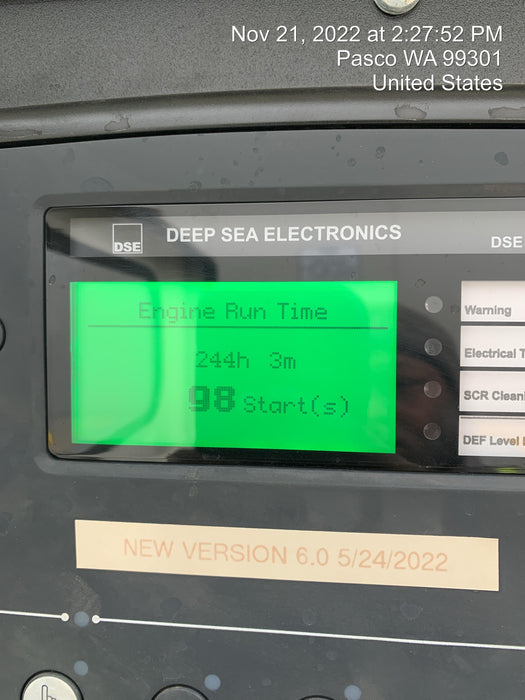 Nov 21, 2022 at 2:27:52 PM
Pasco WA 99301
United States
DSE
DEEP SEA ELECTRONICS
DSE
Engine Run Time
244h 3m
98 Start(s)
Warning
Electrical
SCR
DEF Level
NEW VERSION 6.0 5/24/2022